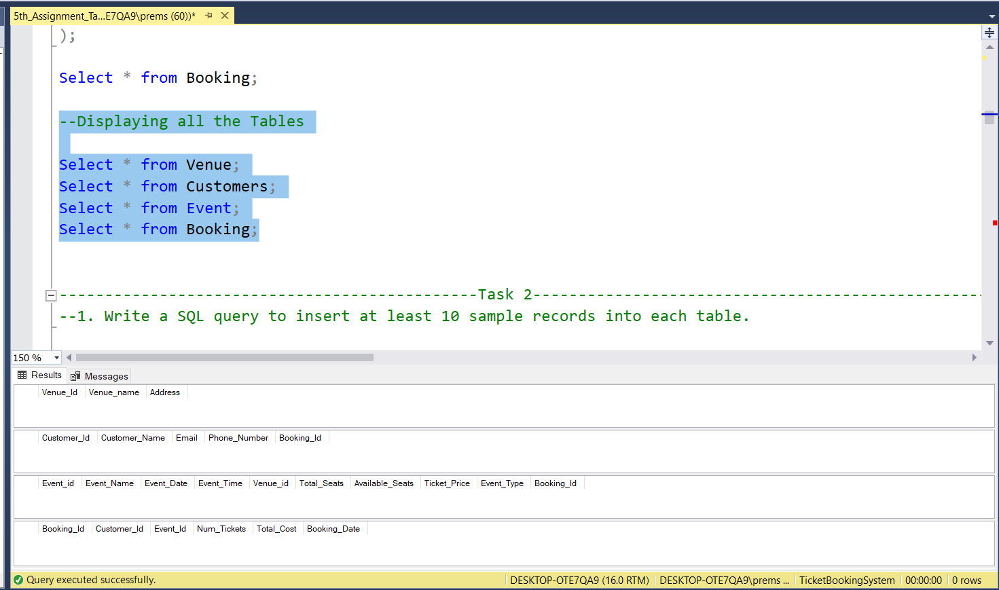 5th_Assignment_Ta...E7QA9\prems (60))*
);
Select * from Booking;
--Displaying all the Tables
Select * from Venue;
Select * from Customers;
Select * from Event;
Select * from Booking;
----------------------------------------------Task 2--------------------------------------------------
--1. Write a SQL query to insert at least 10 sample records into each table.
150 %
Results Messages
Venue_Id Venue_name Address
Customer_Id Customer_Name Email Phone_Number Booking_Id
Event_id Event_Name Event_Date Event_Time Venue_id Total_Seats Available_Seats Ticket_Price Event_Type Booking_Id
Booking_Id Customer_Id Event_Id Num_Tickets Total_Cost Booking_Date
Query executed successfully. DESKTOP-OTE7QA9 (16.0 RTM) DESKTOP-OTE7QA9\prems ... TicketBookingSystem 00:00:00 0 rows